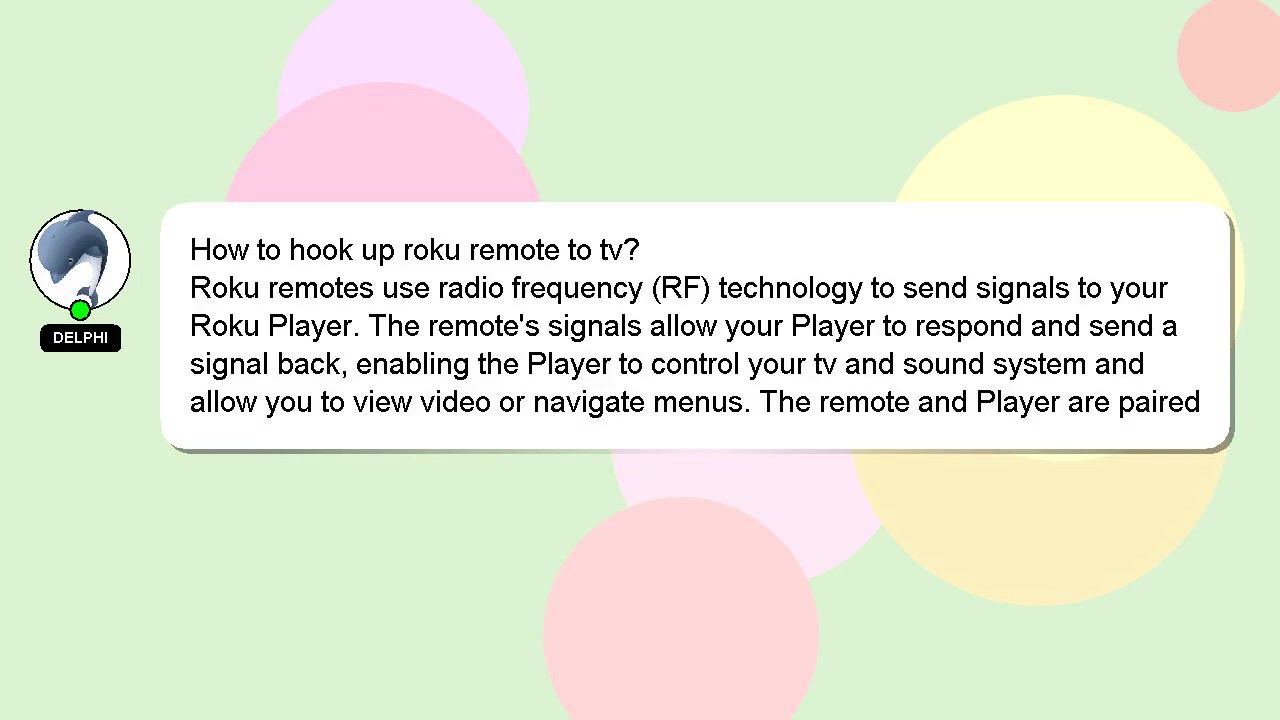 How to hook up roku remote to tv?
Roku remotes use radio frequency (RF) technology to send signals to your
Roku Player. The remote's signals allow your Player to respond and send a
signal back, enabling the Player to control your tv and sound system and
allow you to view video or navigate menus. The remote and Player are paired
DELPHI